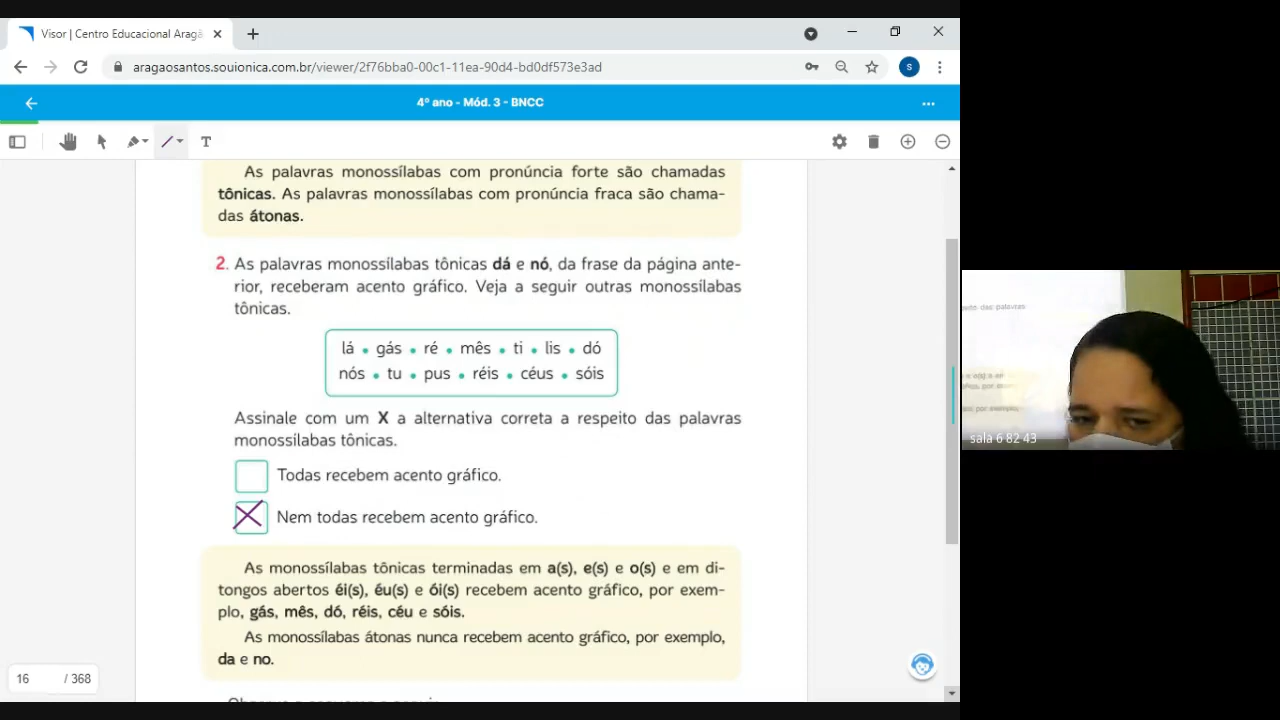 Visor | Centro Educacional Aragã
aragaosantos.souionica.com.br/viewer/2f76bba0-00c1-11ea-90d4-bd0df573e3ad
s
4º ano - Mód. 3 - BNCC
T
As palavras monossílabas com pronúncia forte são chamadas
tônicas. As palavras monossílabas com pronúncia fraca são chama-
das átonas.
2. As palavras monossílabas tônicas dá e nó, da frase da página ante-
rior, receberam acento gráfico. Veja a seguir outras monossílabas
tônicas.
lá • gás • ré • mês • ti • lis • dó
nós • tu • pus • réis • céus • sóis
Assinale com um X a alternativa correta a respeito das palavras
monossílabas tônicas.
Todas recebem acento gráfico.
X Nem todas recebem acento gráfico.
As monossílabas tônicas terminadas em a(s), e(s) e o(s) e em di-
tongos abertos éi(s), éu(s) e ói(s) recebem acento gráfico, por exem-
plo, gás, mês, dó, réis, céu e sóis.
As monossílabas átonas nunca recebem acento gráfico, por exemplo,
da e no.
16 / 368
das palavras
por exemplo,
sala 6 82 43